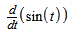 d/dt (sin(t))